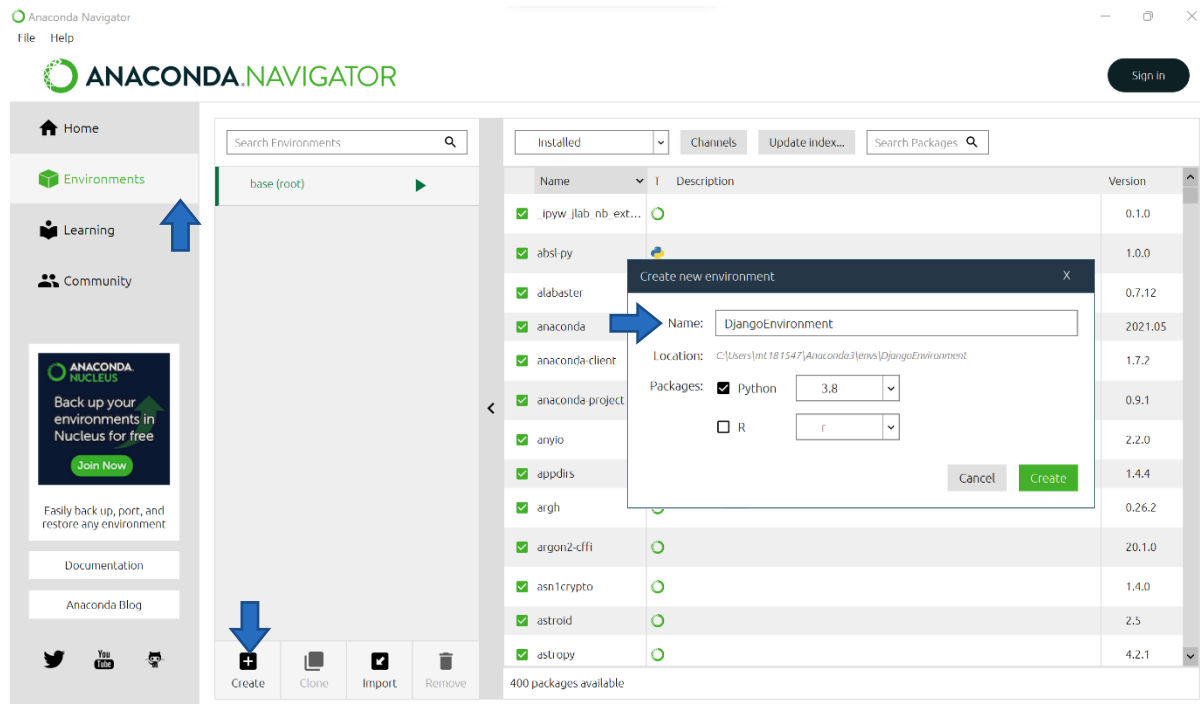 Anaconda Navigator
File Help
ANACONDA.NAVIGATOR
Sign in
Home
Environments
Learning
Community
ANACONDA.
NUCLEUS
Back up your
environments in
Nucleus for free
Join Now
Easily back up, port, and
restore any environment
Documentation
Anaconda Blog
You
Tube
Search Environments
base (root)
Create Clone Import Remove
Installed Channels Update index... Search Packages
Name T Description Version
_ipyw_jlab_nb_ext... 0.1.0
absl-py 1.0.0
alabaster 0.7.12
anaconda 2021.05
anaconda-client 1.7.2
anaconda-project 0.9.1
anyio 2.2.0
appdirs 1.4.4
argh 0.26.2
argon2-cffi 20.1.0
asn1crypto 1.4.0
astroid 2.5
astropy 4.2.1
400 packages available
Create new environment X
Name: DjangoEnvironment
Location: C:\Users\mt181547\Anaconda3\envs\DjangoEnvironment
Packages: Python 3.8
R r
Cancel Create